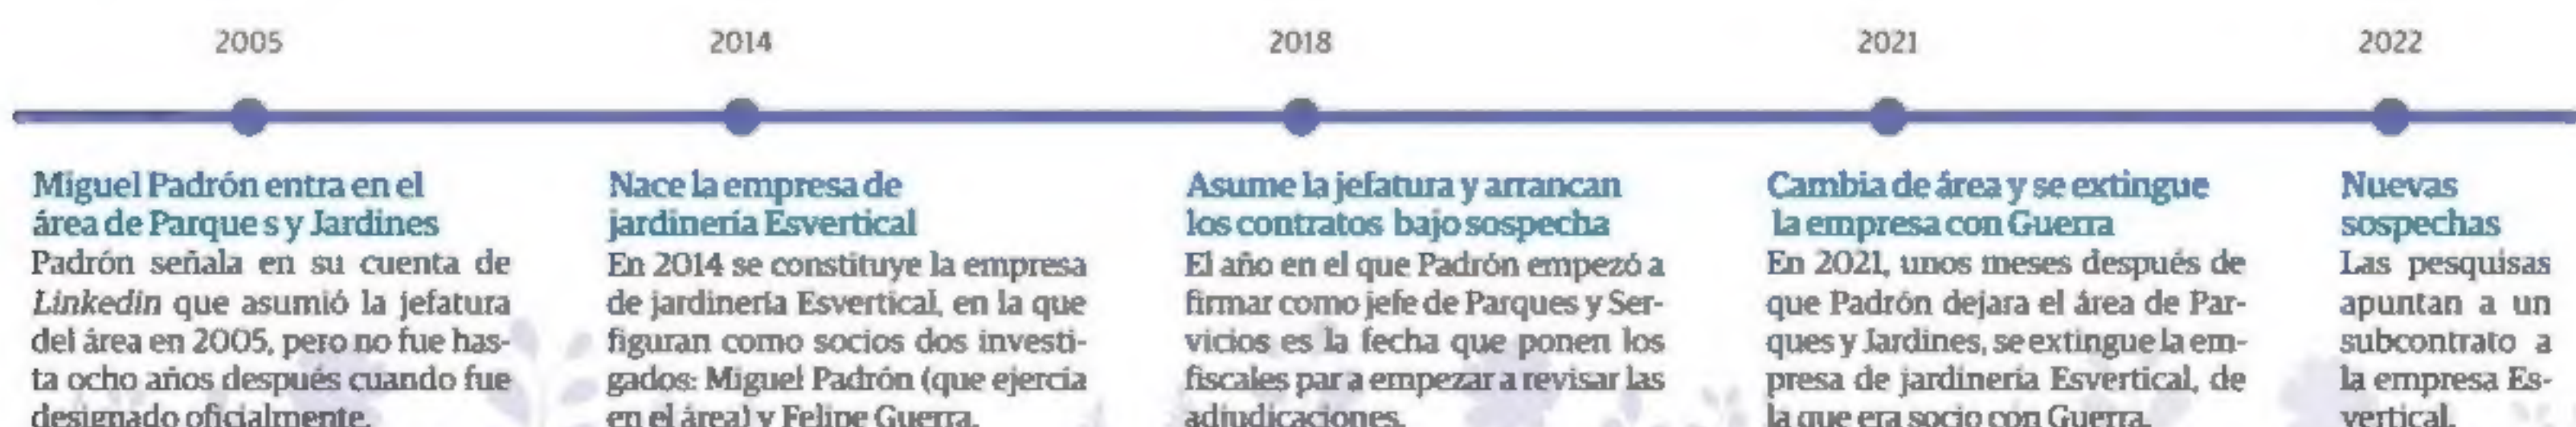 2005
2014
2018
2021
2022
Miguel Padrón entra en el
área de Parque s y Jardines
Padrón señala en su cuenta de
Linkedin que asumió la jefatura
del área en 2005, pero no fue has-
ta ocho años después cuando fue
designado oficialmente.
Nace la empresa de
jardinería Esvertical
En 2014 se constituye la empresa
de jardinería Esvertical, en la que
figuran como socios dos investi-
gados: Miguel Padrón (que ejercía
en el área) y Felipe Guerra.
Asume la jefatura y arrancan
los contratos bajo sospecha
El año en el que Padrón empezó a
firmar como jefe de Parques y Ser-
vicios es la fecha que ponen los
fiscales par a empezar a revisar las
adjudicaciones.
Cambia de área y se extingue
la empresa con Guerra
En 2021, unos meses después de
que Padrón dejara el área de Par-
ques y Jardines, se extingue la em-
presa de jardinería Esvertical, de
la que era socio con Guerra.
Nuevas
sospechas
Las pesquisas
apuntan a un
subcontrato a
la empresa Es-
vertical.